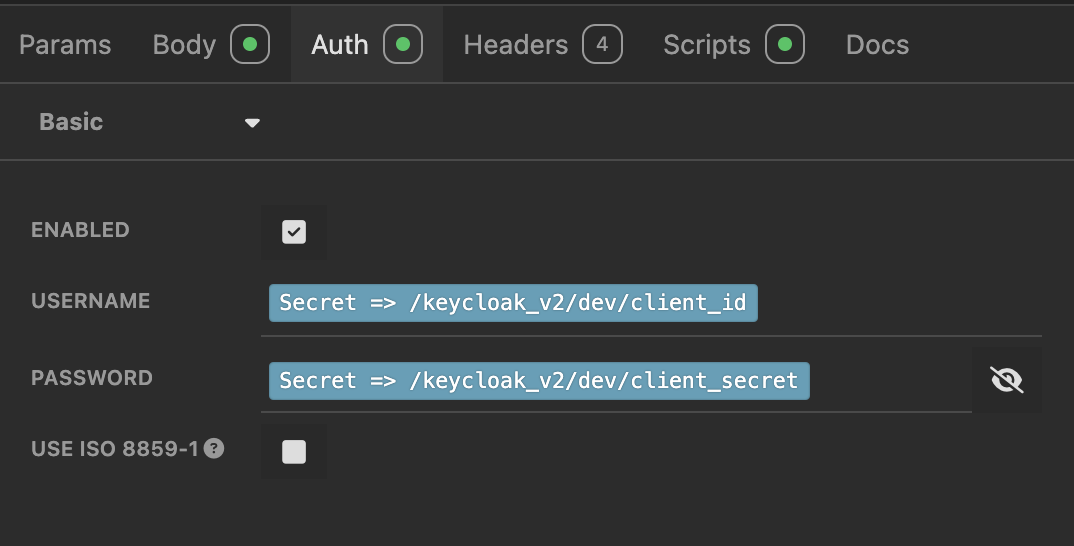 Params Body Auth Headers 4 Scripts Docs
Basic
ENABLED
USERNAME Secret => /keycloak_v2/dev/client_id
PASSWORD Secret => /keycloak_v2/dev/client_secret
USE ISO 8859-1 ?